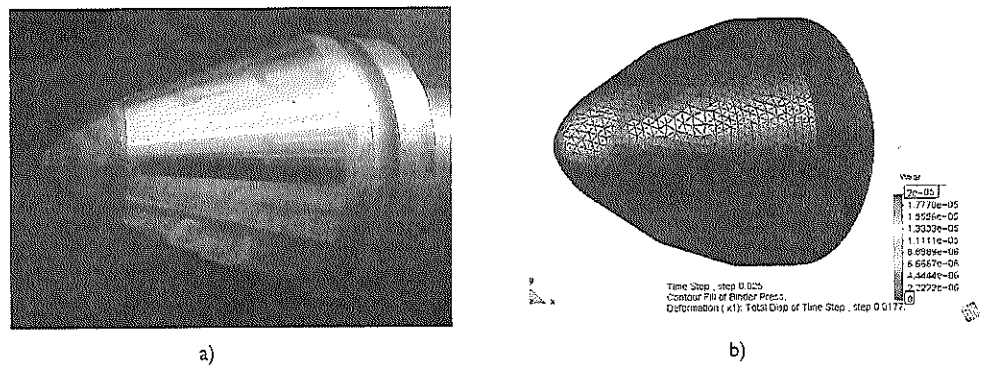 Wear
2e-05
1.7778e-05
1.5556e-05
1.3333e-05
1.1111e-05
8.8889e-06
6.6667e-06
4.4444e-06
2.2222e-06
0
y
x
Time Step , step 0.025
Contour Fill of Binder Press,
Deformation ( x1): Total Disp of Time Step , step 0.0177.
a)
b)